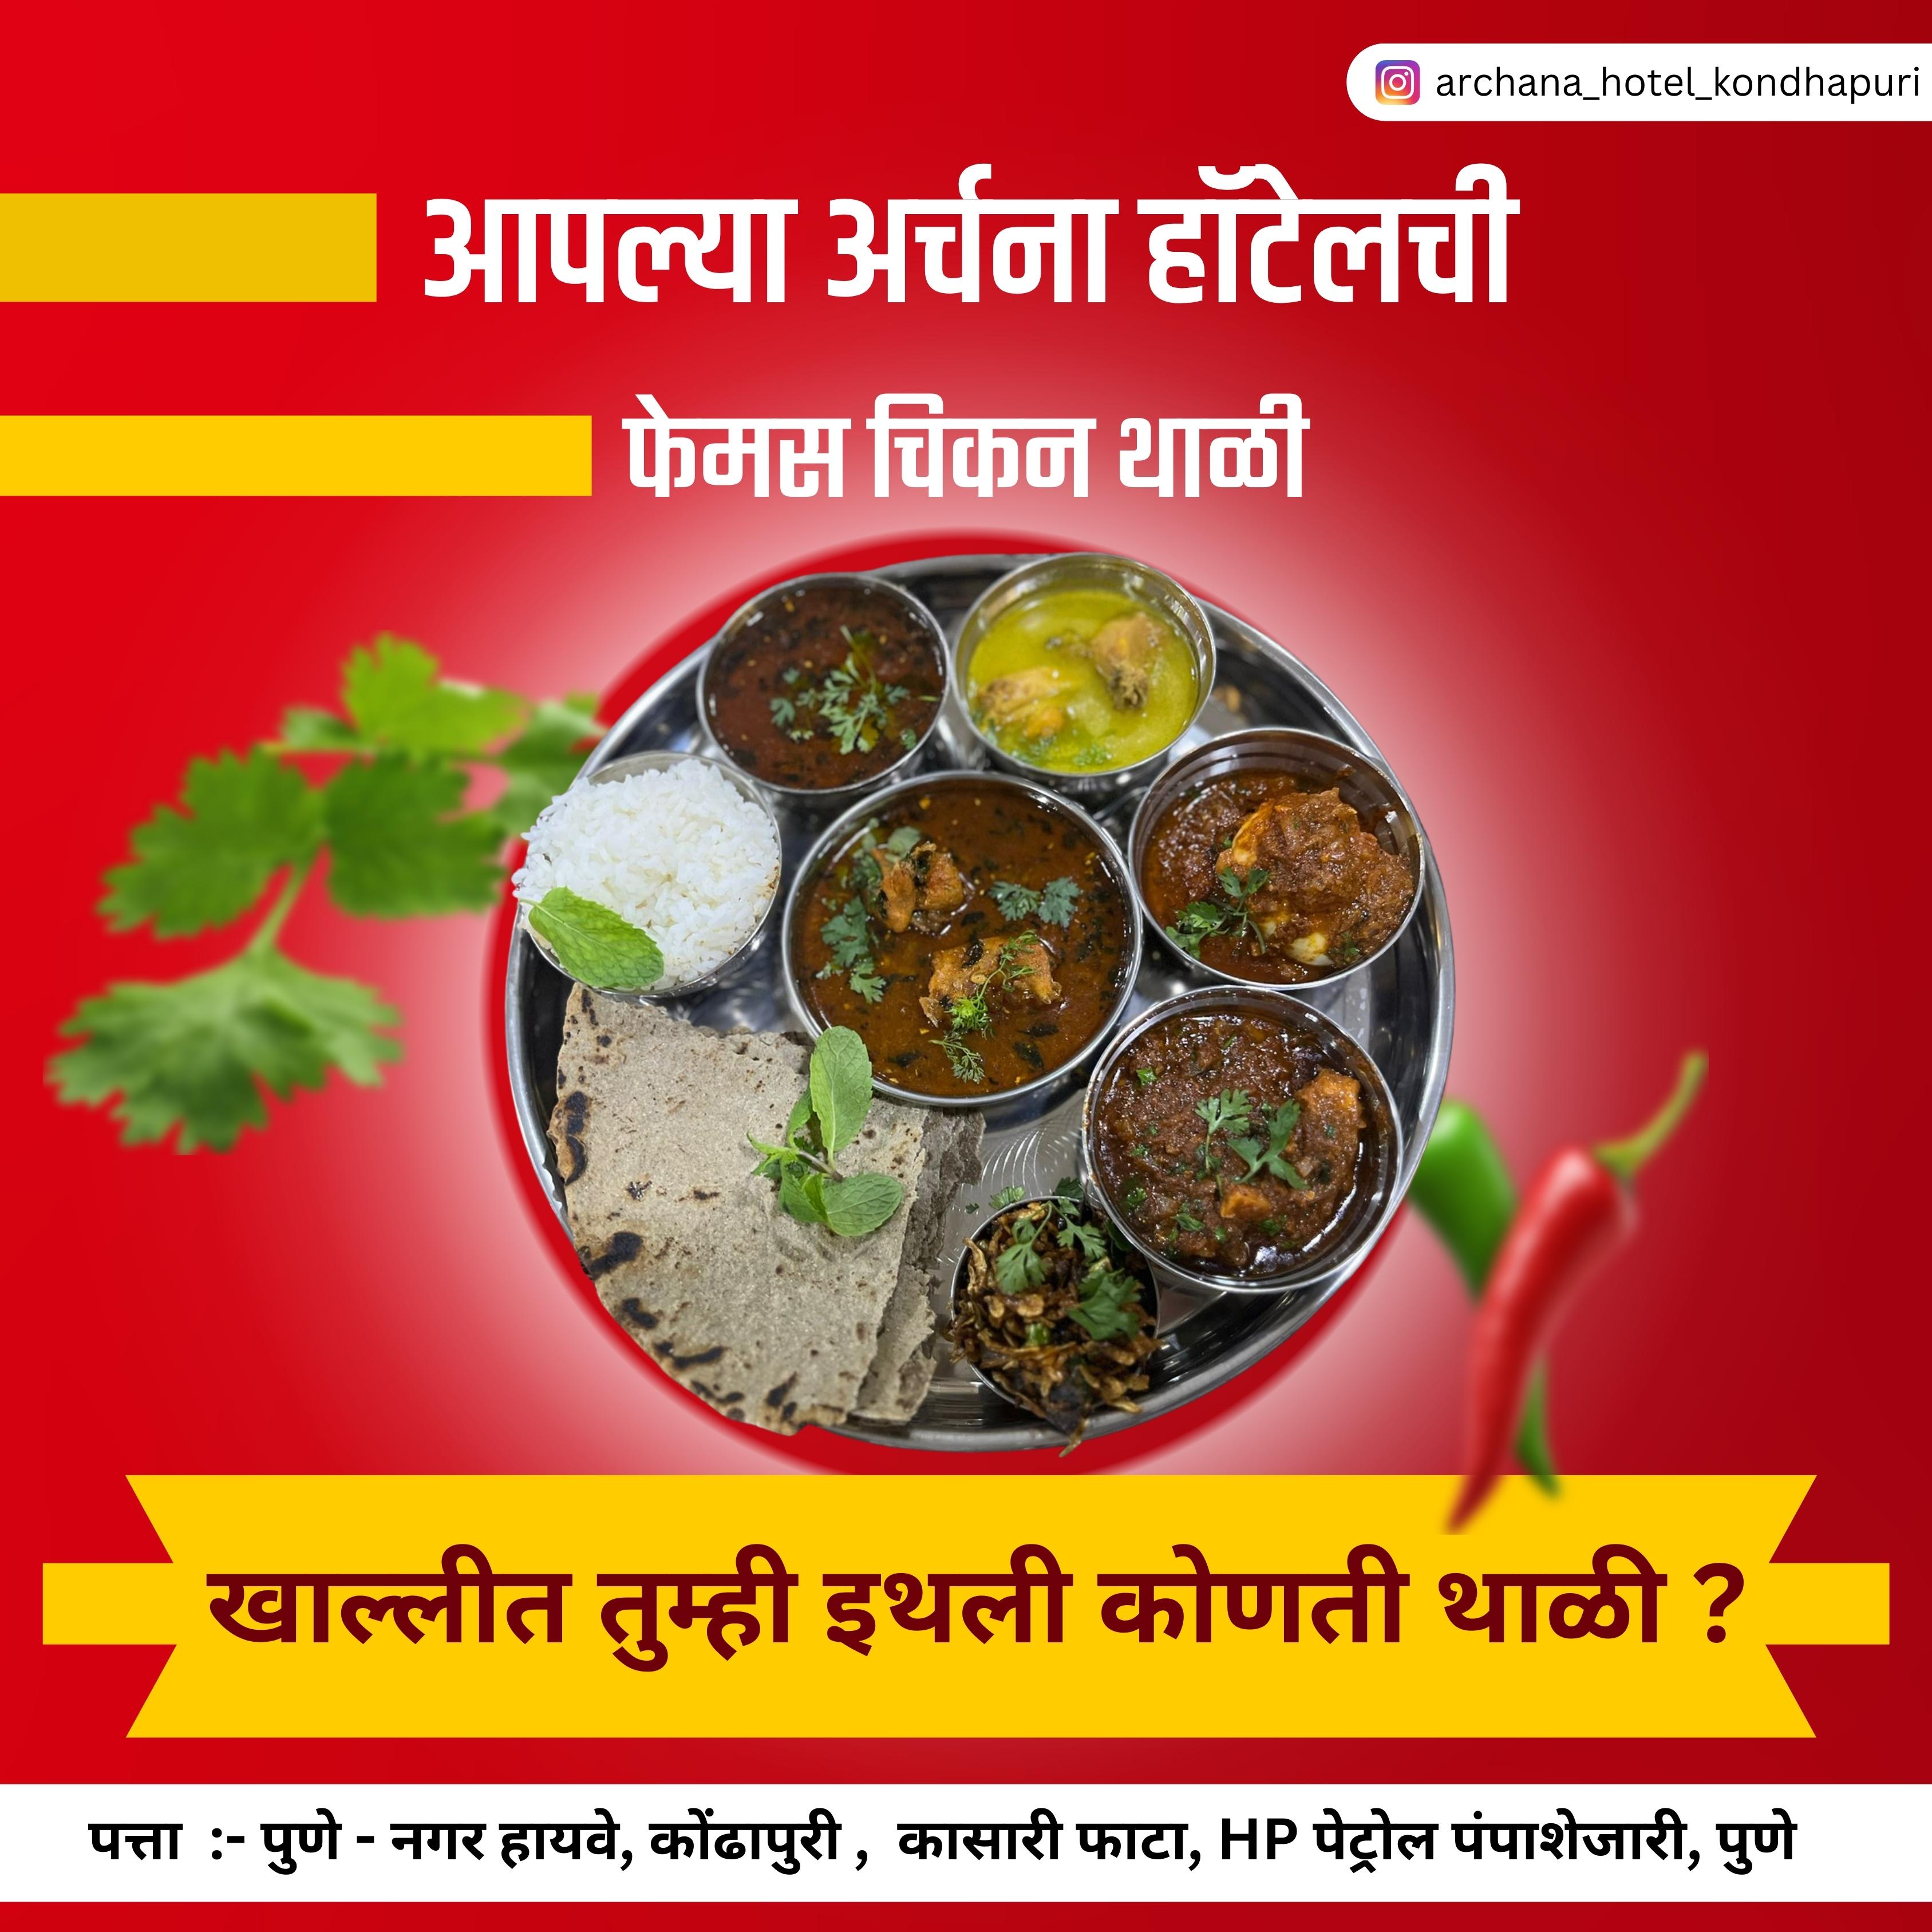 archana_hotel_kondhapuri
आपल्या अर्चना हॉटेलची
फेमस चिकन थाळी
खाल्लीत तुम्ही इथली कोणती थाळी ?
पत्ता :- पुणे - नगर हायवे, कोंढापुरी , कासारी फाटा, HP पेट्रोल पंपाशेजारी, पुणे